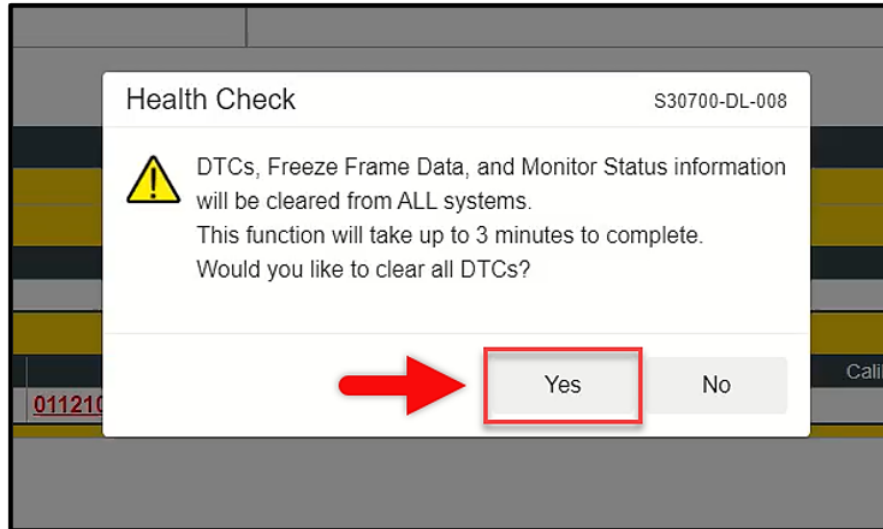 Health Check
S30700-DL-008
DTCs, Freeze Frame Data, and Monitor Status information
will be cleared from ALL systems.
This function will take up to 3 minutes to complete.
Would you like to clear all DTCs?
Yes
No
Cali
011210